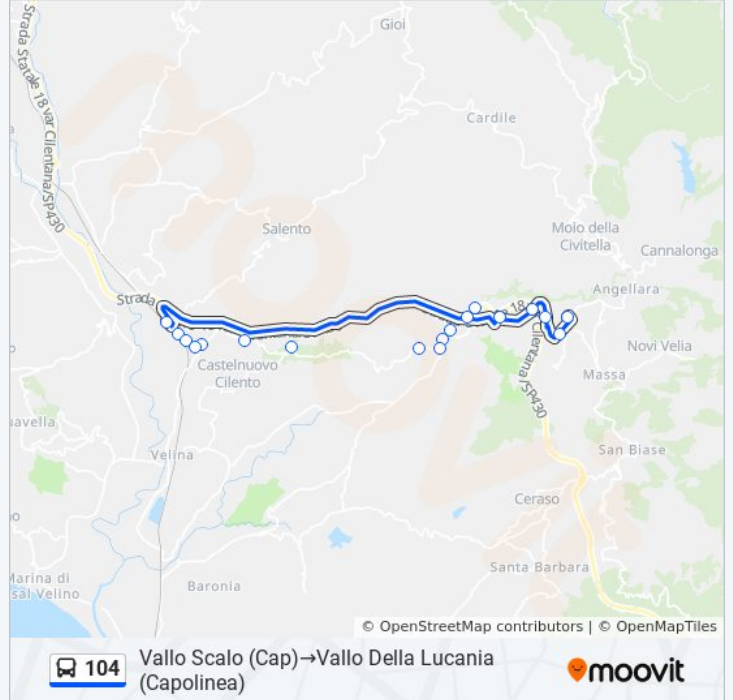 Gioi
Strada Statale 18 var Cilentana/SP430
Cardile
Salento
Moio della
Civitella
Cannalonga
Angellara
Strada
18
Cilentana /SP430
Castelnuovo
Cilento
Novi Velia
Massa
avella
Velina
San Biase
Ceraso
Santa Barbara
Marina di
sal Velino
Baronia
© OpenStreetMap contributors | © OpenMapTiles
104
Vallo Scalo (Cap)→Vallo Della Lucania
(Capolinea)
moovit